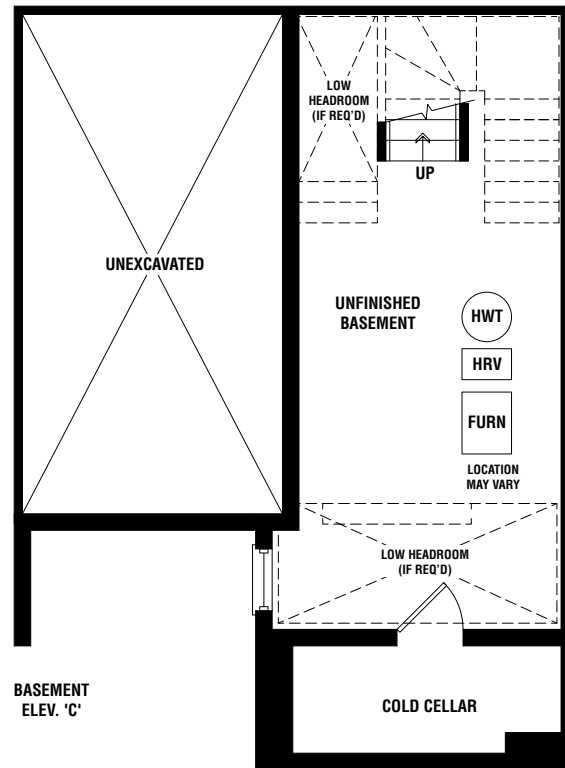 LOW
HEADROOM
(IF REQ'D)
UP
UNEXCAVATED
UNFINISHED
BASEMENT
HWT
HRV
FURN
LOCATION
MAY VARY
LOW HEADROOM
(IF REQ'D)
BASEMENT
ELEV. 'C'
COLD CELLAR